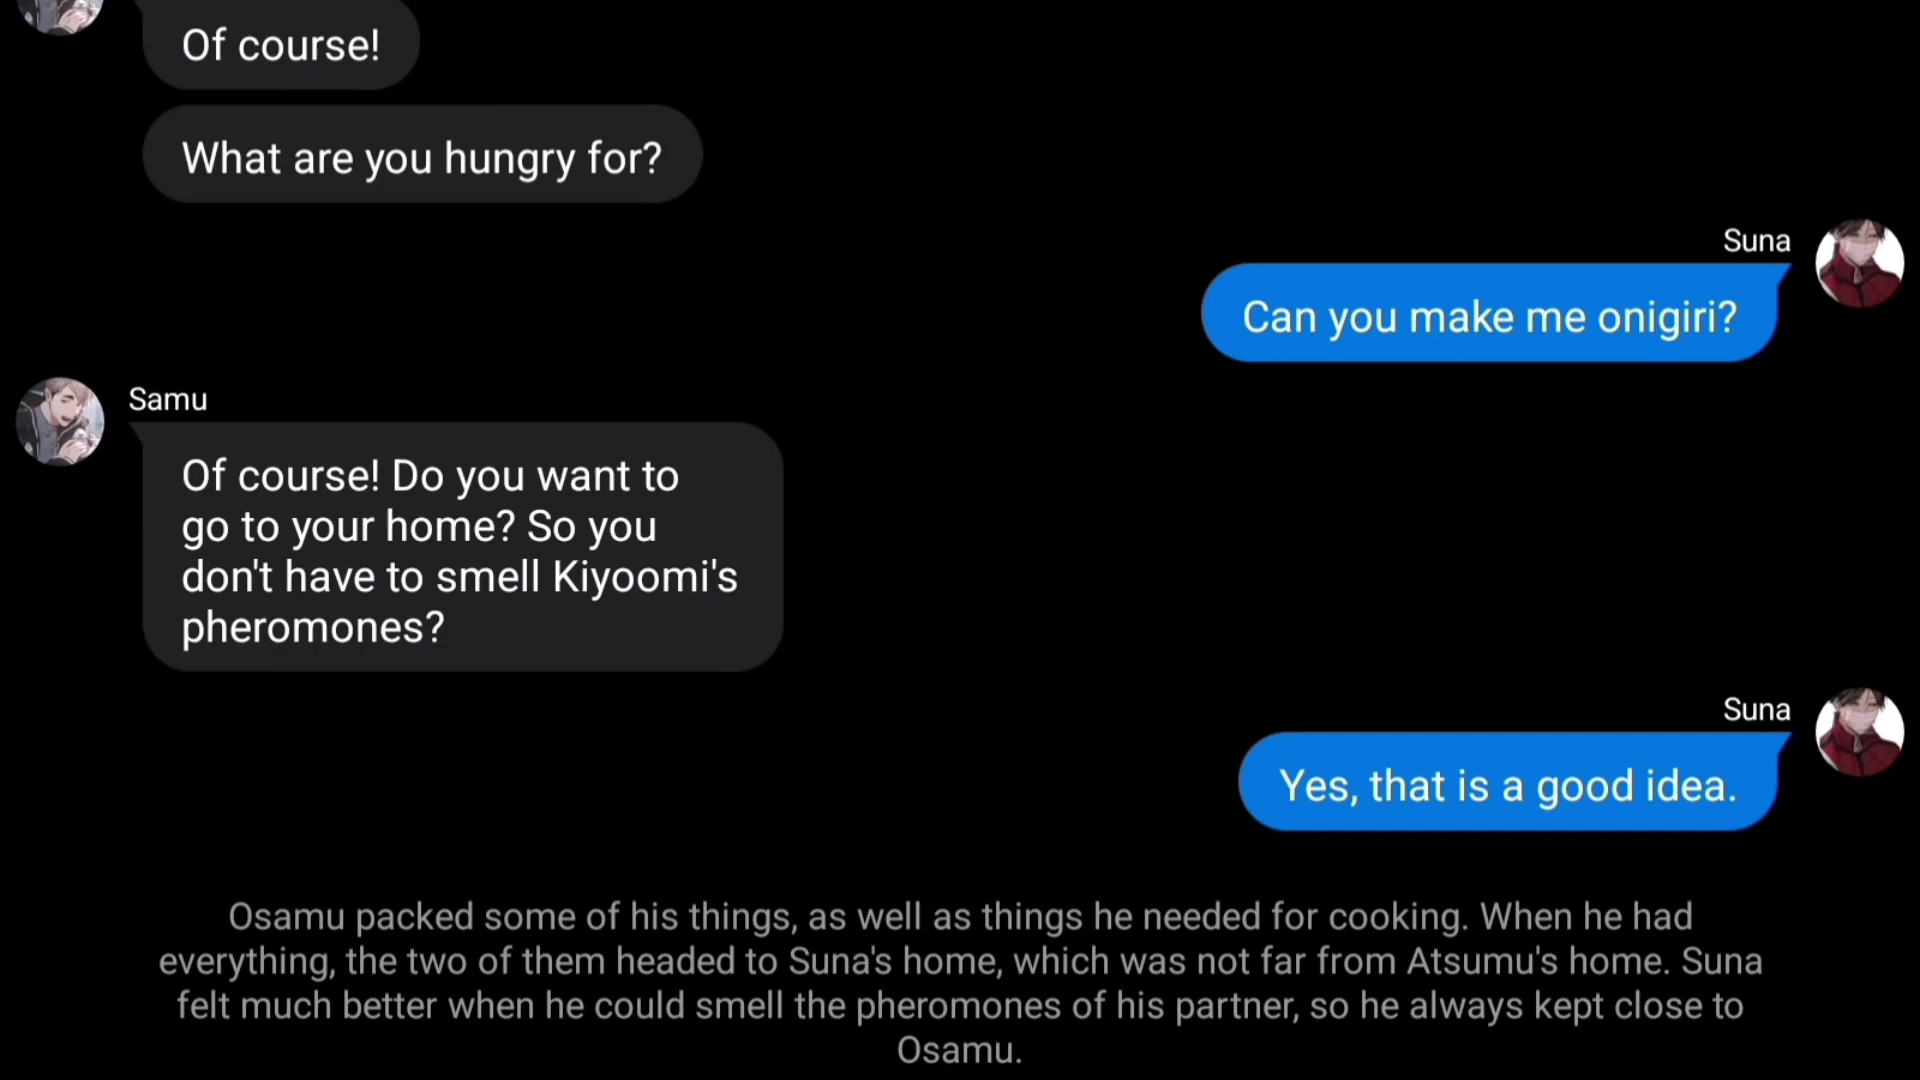 Of course!
What are you hungry for?
Suna
Can you make me onigiri?
Samu
Of course! Do you want to
go to your home? So you
don't have to smell Kiyoomi's
pheromones?
Suna
Yes, that is a good idea.
Osamu packed some of his things, as well as things he needed for cooking. When he had
everything, the two of them headed to Suna's home, which was not far from Atsumu's home. Suna
felt much better when he could smell the pheromones of his partner, so he always kept close to
Osamu.